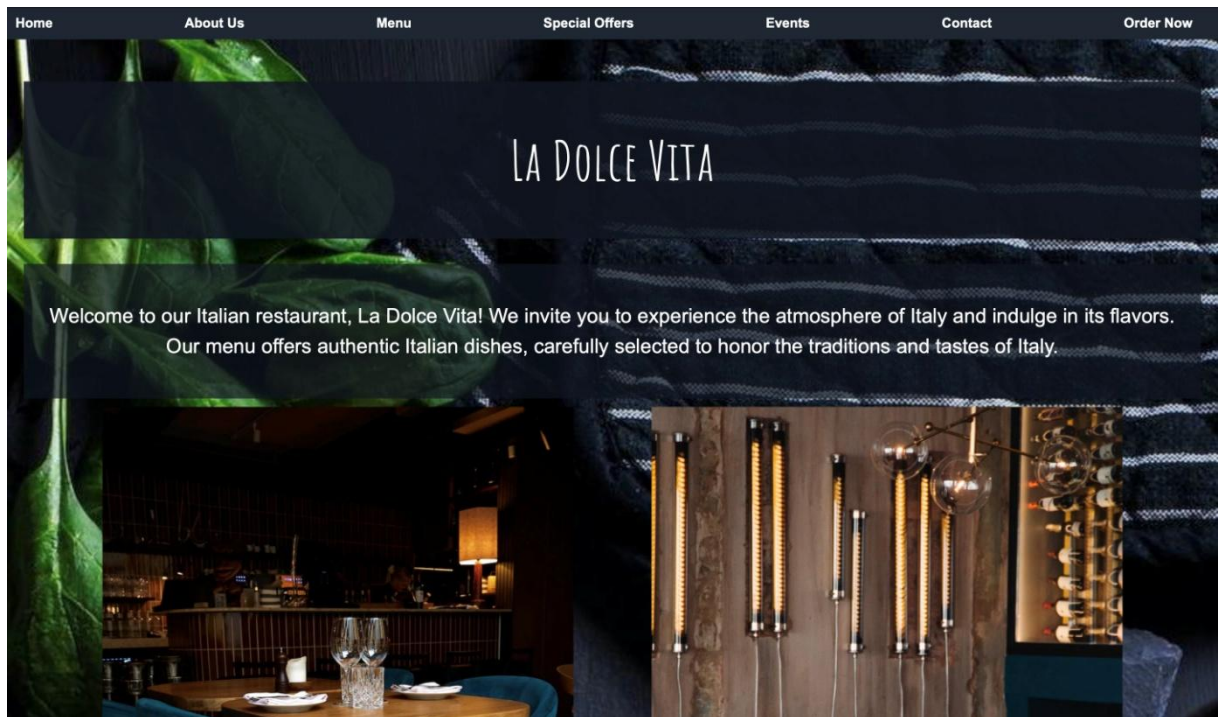 Home About Us Menu Special Offers Events Contact Order Now
La Dolce Vita
Welcome to our Italian restaurant, La Dolce Vita! We invite you to experience the atmosphere of Italy and indulge in its flavors.
Our menu offers authentic Italian dishes, carefully selected to honor the traditions and tastes of Italy.